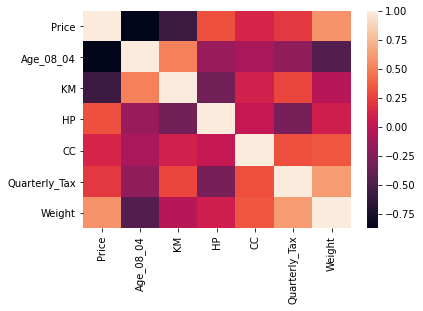 Price
Age_08_04
KM
HP
CC
Quarterly_Tax
Weight
Price
Age_08_04
KM
HP
CC
Quarterly_Tax
Weight
1.00
0.75
0.50
0.25
0.00
−0.25
−0.50
−0.75